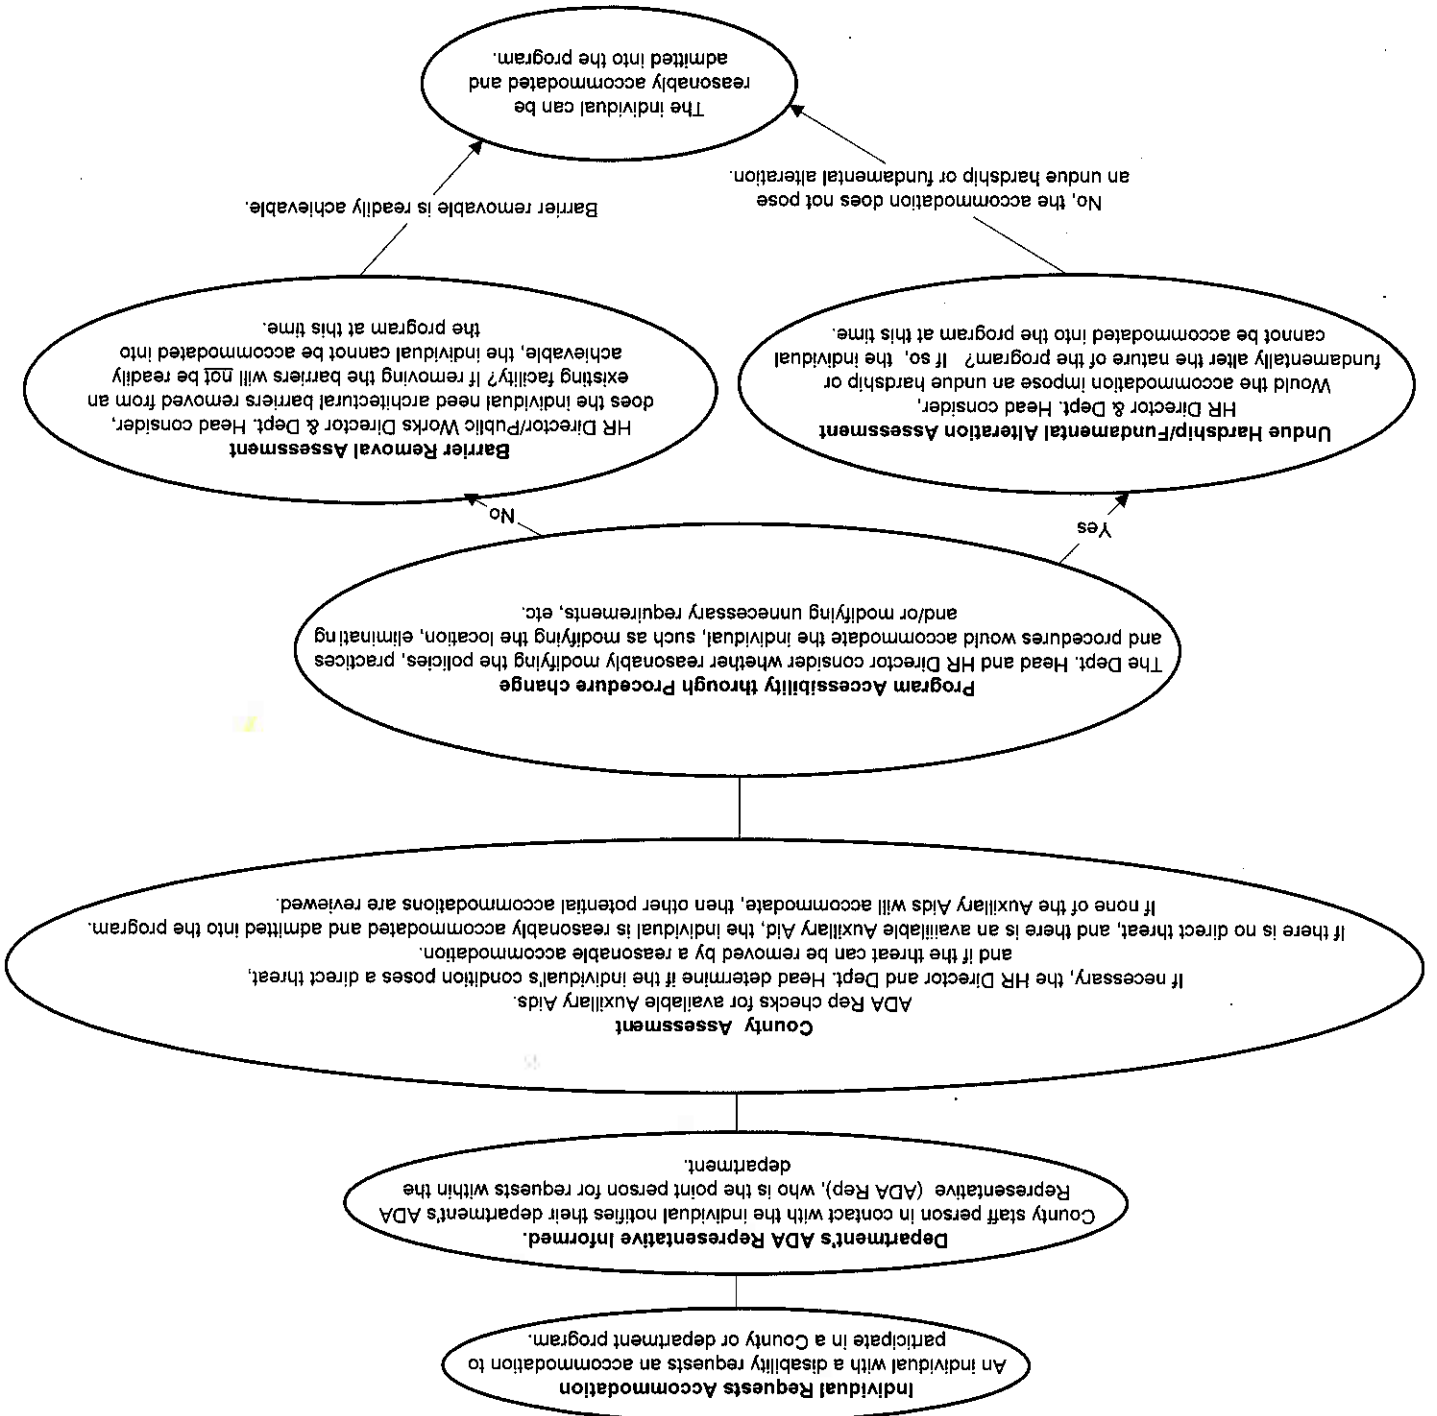 Individual Requests Accommodation
An individual with a disability requests an accommodation to
participate in a County or department program.
Department's ADA Representative Informed.
County staff person in contact with the individual notifies their department's ADA
Representative (ADA Rep), who is the point person for requests within the
department.
County Assessment
ADA Rep checks for available Auxillary Aids.
If necessary, the HR Director and Dept. Head determine if the individual's condition poses a direct threat,
and if the threat can be removed by a reasonable accommodation.
If there is no direct threat, and there is an availiilable Auxillary Aid, the individual is reasonably accommodated and admitted into the program.
If none of the Auxillary Aids will accommodate, then other potential accommodations are reviewed.
Program Accessibility through Procedure change
The Dept. Head and HR Director consider whether reasonably modifying the policies, practices
and procedures would accommodate the individual, such as modifying the location, eliminating
and/or modifying unnecessary requirements, etc.
Yes
No
Undue Hardship/Fundamental Alteration Assessment
HR Director & Dept. Head consider,
Would the accommodation impose an undue hardship or
fundamentally alter the nature of the program? If so, the individual
cannot be accommodated into the program at this time.
Barrier Removal Assessment
HR Director/Public Works Director & Dept. Head consider,
does the individual need architectural barriers removed from an
existing facility? If removing the barriers will not be readily
achievable, the individual cannot be accommodated into
the program at this time.
No, the accommodation does not pose
an undue hardship or fundamental alteration.
Barrier removable is readily achievable.
The individual can be
reasonably accommodated and
admitted into the program.